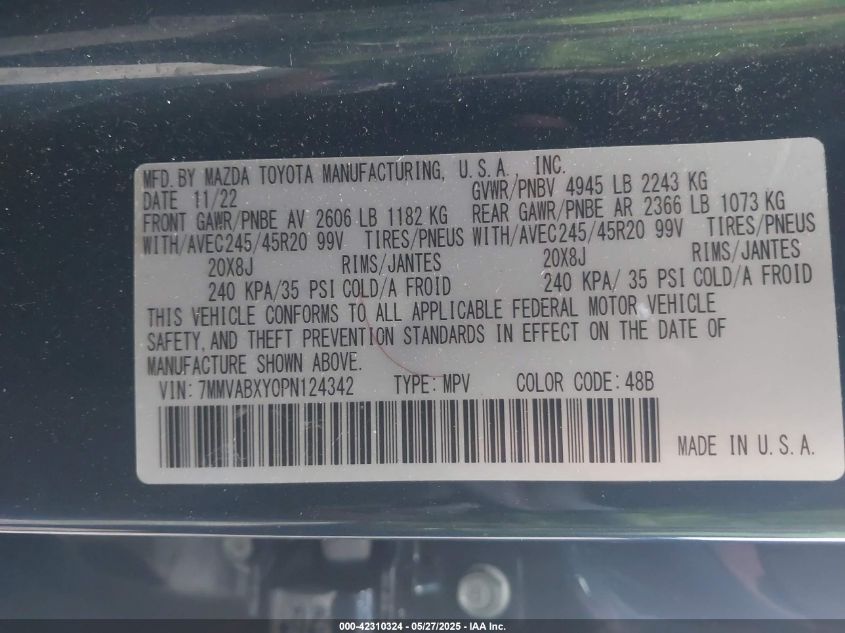 MFD. BY MAZDA TOYOTA MANUFACTURING, U.S.A., INC.
DATE 11/22 GVWR/PNBV 4945 LB 2243 KG
FRONT GAWR/PNBE AV 2606 LB 1182 KG REAR GAWR/PNBE AR 2366 LB 1073 KG
WITH/AVEC245/45R20 99V TIRES/PNEUS WITH/AVEC245/45R20 99V TIRES/PNEUS
20X8J RIMS/JANTES 20X8J RIMS/JANTES
240 KPA/35 PSI COLD/A FROID 240 KPA/ 35 PSI COLD/A FROID
THIS VEHICLE CONFORMS TO ALL APPLICABLE FEDERAL MOTOR VEHICLE
SAFETY, AND THEFT PREVENTION STANDARDS IN EFFECT ON THE DATE OF
MANUFACTURE SHOWN ABOVE.
VIN: 7MMVABXY0PN124342 TYPE: MPV COLOR CODE: 48B
MADE IN U.S.A.
000-42310324 — 05/27/2025 - IAA Inc.